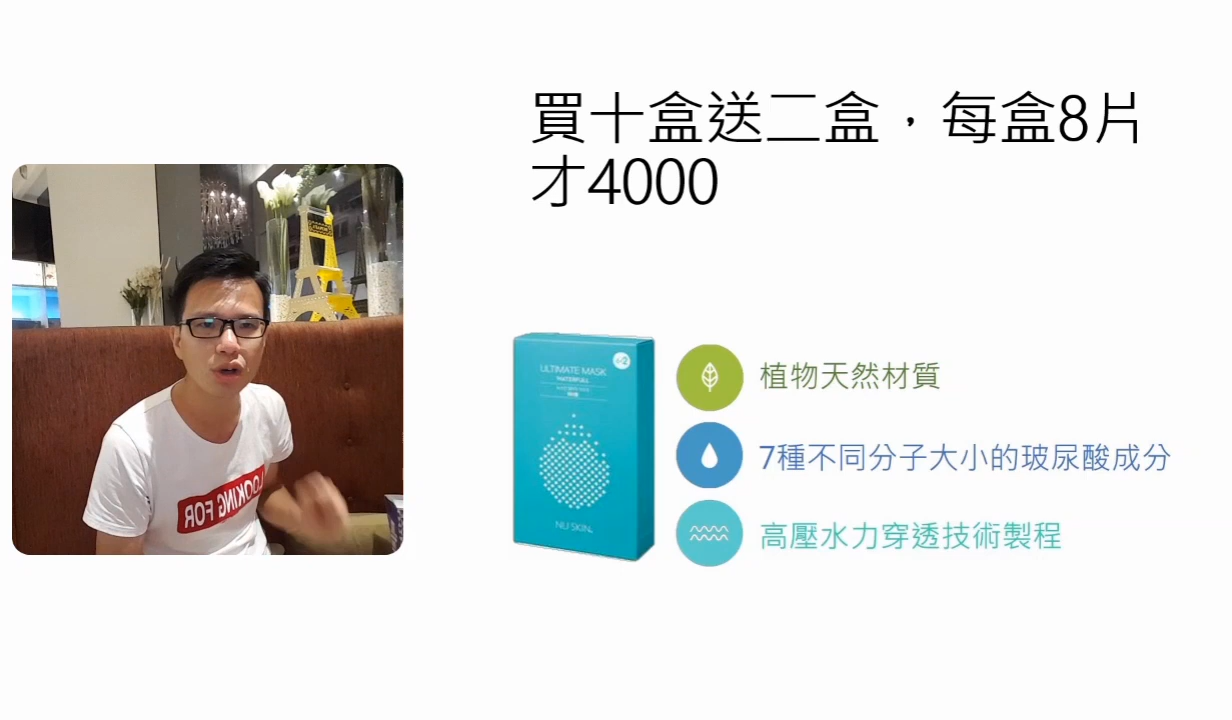 買十盒送二盒，每盒8片
才4000
ULTIMATE MASK
WATERFULL
NU SKIN.
植物天然材質
7種不同分子大小的玻尿酸成分
高壓水力穿透技術製程
LOOKING FOR